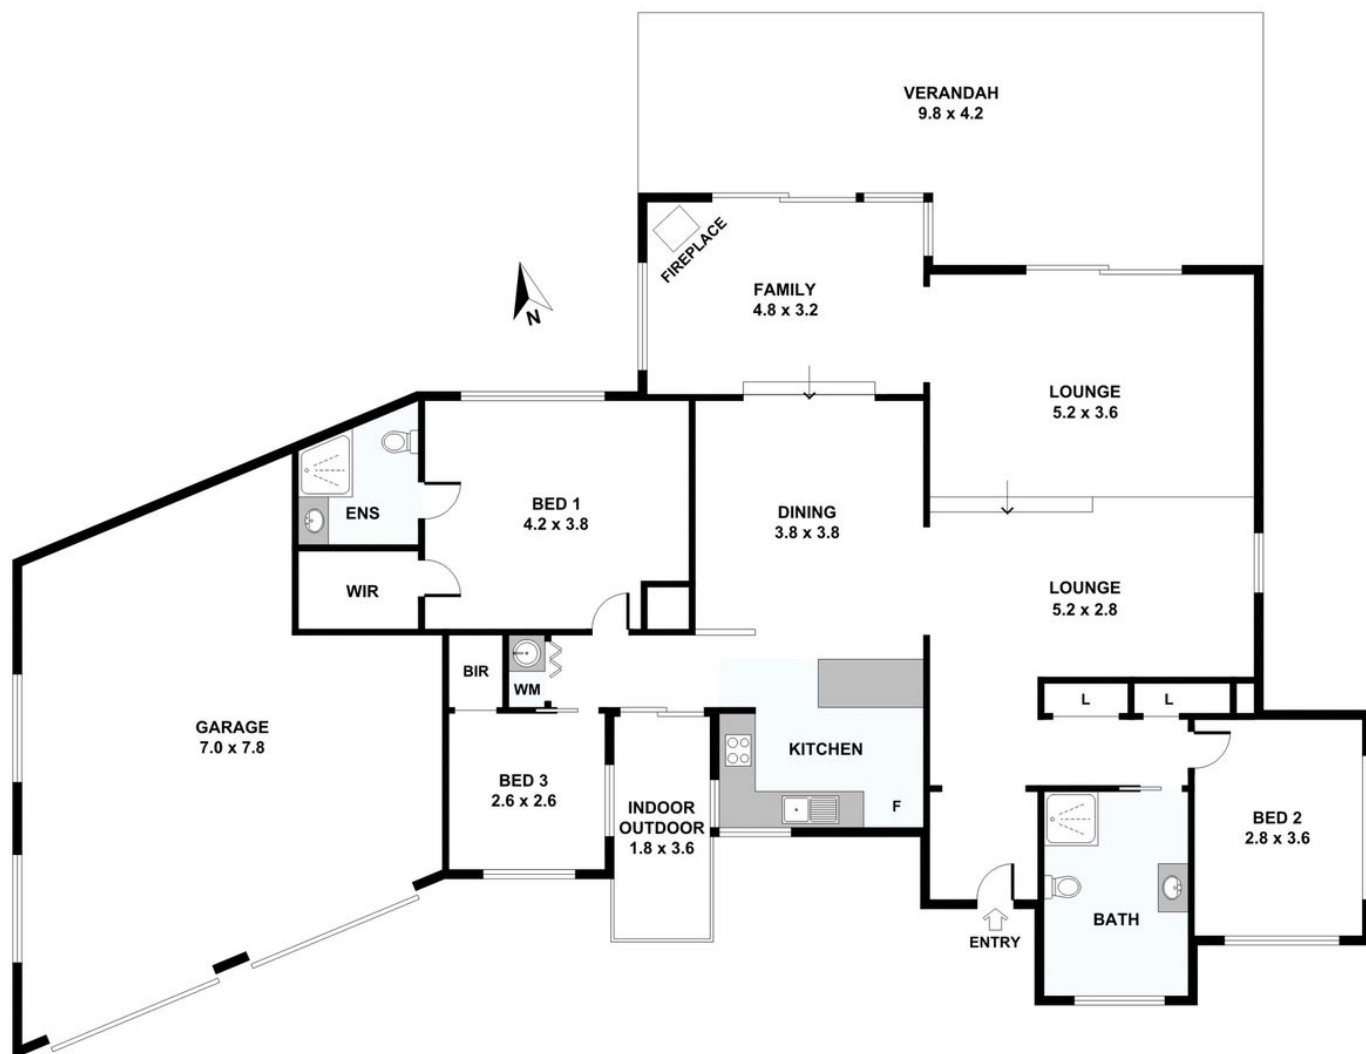 VERANDAH
9.8 x 4.2
FIREPLACE
FAMILY
4.8 x 3.2
N
LOUNGE
5.2 x 3.6
BED 1
4.2 x 3.8
ENS
DINING
3.8 x 3.8
WIR
LOUNGE
5.2 x 2.8
BIR
WM
L
L
GARAGE
7.0 x 7.8
KITCHEN
BED 3
2.6 x 2.6
INDOOR
OUTDOOR
1.8 x 3.6
F
BED 2
2.8 x 3.6
BATH
ENTRY